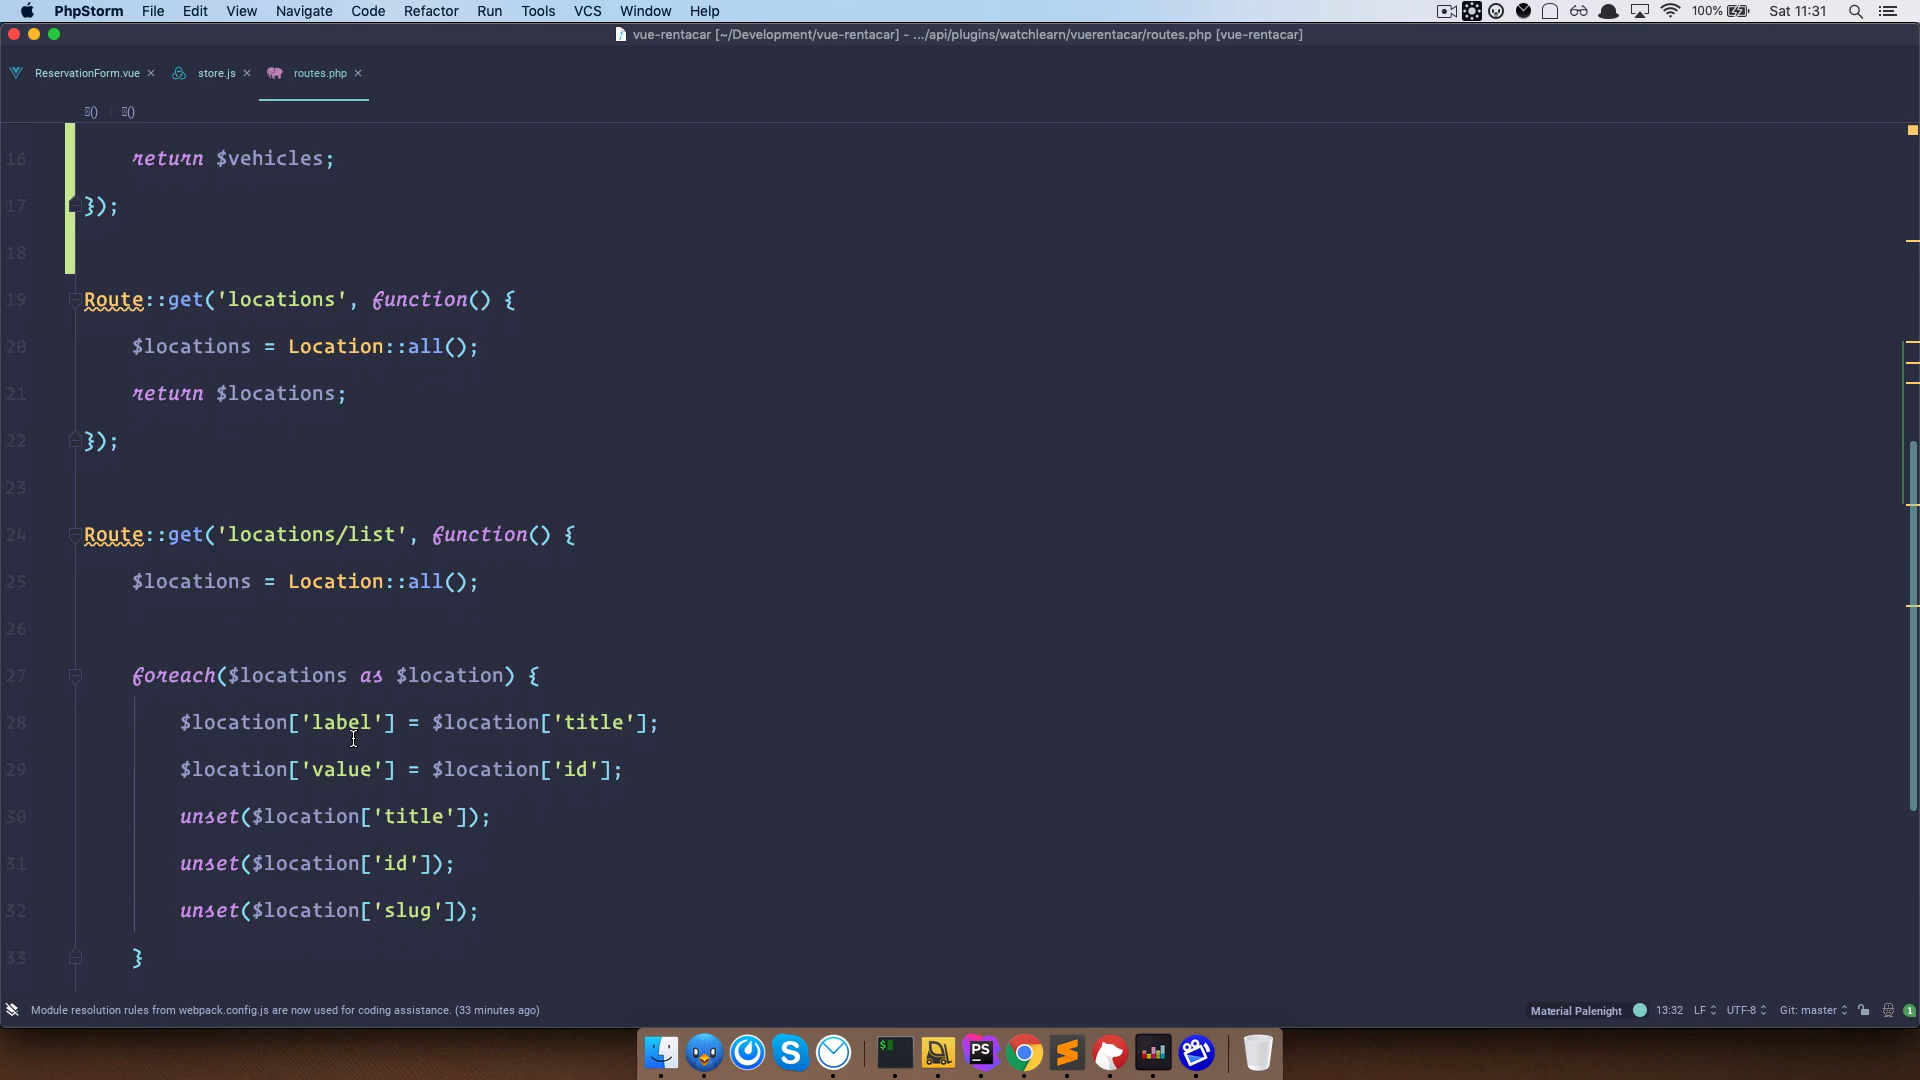 PhpStorm File Edit View Navigate Code Refactor Run Tools VCS Window Help 100% Sat 11:31
vue-rentacar [~/Development/vue-rentacar] - .../api/plugins/watchlearn/vuerentacar/routes.php [vue-rentacar]
ReservationForm.vue store.js routes.php
() ()
16 return $vehicles;
17 });
18
19 Route::get('locations', function() {
20 $locations = Location::all();
21 return $locations;
22 });
23
24 Route::get('locations/list', function() {
25 $locations = Location::all();
26
27 foreach($locations as $location) {
28 $location['label'] = $location['title'];
29 $location['value'] = $location['id'];
30 unset($location['title']);
31 unset($location['id']);
32 unset($location['slug']);
33 }
Module resolution rules from webpack.config.js are now used for coding assistance. (33 minutes ago) Material Palenight 13:32 LF UTF-8 Git: master 1
$ PS